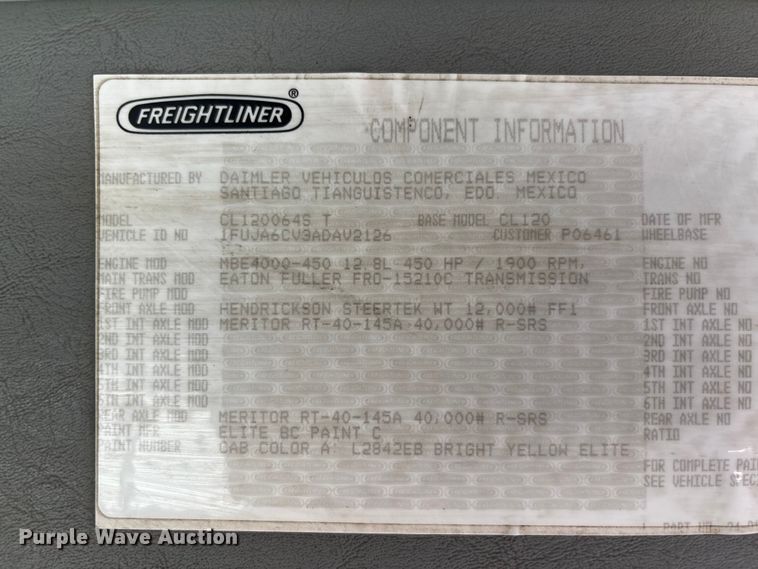 FREIGHTLINER ®
COMPONENT INFORMATION
MANUFACTURED BY DAIMLER VEHICULOS COMERCIALES MEXICO
SANTIAGO TIANGUISTENCO, EDO. MEXICO
MODEL CL120064S T BASE MODEL CL120 DATE OF MFR
VEHICLE ID NO 1FUJA6CV9ADAV2126 CUSTOMER P06461 WHEELBASE
ENGINE MOD MBE4000-450 12.8L 450 HP / 1900 RPM, ENGINE NO
MAIN TRANS MOD EATON FULLER FRO-15210C TRANSMISSION TRANS NO
FIRE PUMP MOD FIRE PUMP NO
FRONT AXLE MOD HENDRICKSON STEERTEK WT 12,000# FF1 FRONT AXLE NO
1ST INT AXLE MOD MERITOR RT-40-145A 40,000# R-SRS 1ST INT AXLE NO
2ND INT AXLE MOD 2ND INT AXLE NO
3RD INT AXLE MOD 3RD INT AXLE NO
4TH INT AXLE MOD 4TH INT AXLE NO
5TH INT AXLE MOD 5TH INT AXLE NO
6TH INT AXLE MOD 6TH INT AXLE NO
REAR AXLE MOD MERITOR RT-40-145A 40,000# R-SRS REAR AXLE NO
PAINT MFR ELITE BC PAINT C RATIO
PAINT NUMBER CAB COLOR A: L2842EB BRIGHT YELLOW ELITE
FOR COMPLETE PAI
SEE VEHICLE SPEC
PART NO.
Purple Wave Auction